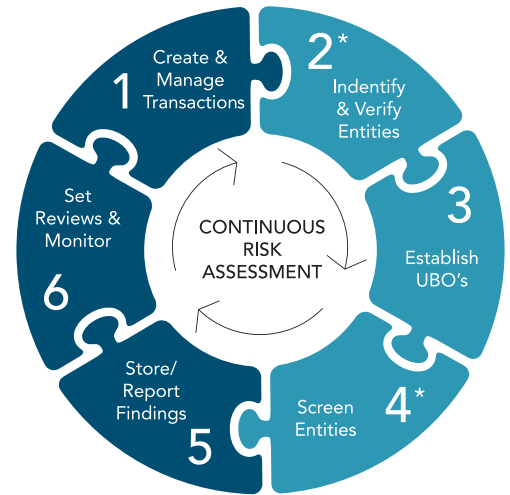 1
Create &
Manage
Transactions
2*
Indentify
& Verify
Entities
3
Establish
UBO's
4*
Screen
Entities
5
Store/
Report
Findings
6
Set
Reviews &
Monitor
CONTINUOUS
RISK
ASSESSMENT